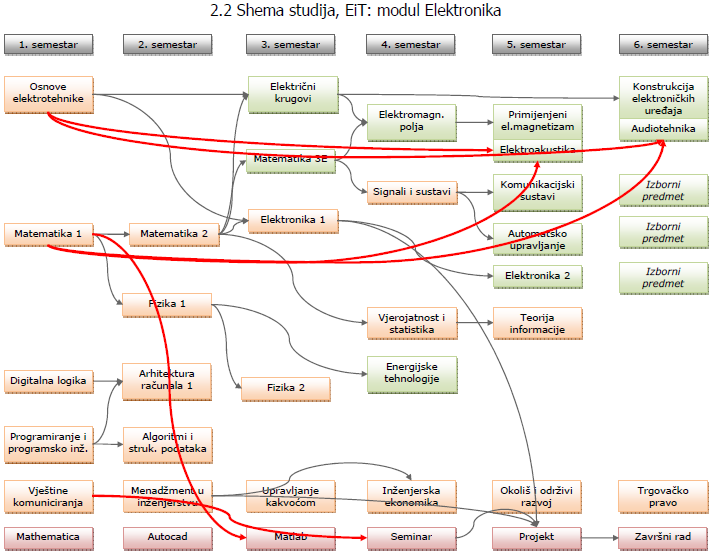 2.2 Shema studija, EiT: modul Elektronika
1. semestar
2. semestar
3. semestar
4. semestar
5. semestar
6. semestar
Osnove
elektrotehnike
Električni
krugovi
Konstrukcija
elektroničkih
uređaja
Elektromagn.
polja
Primijenjeni
el.magnetizam
Audiotehnika
Elektroakustika
Matematika 3E
Signali i sustavi
Komunikacijski
sustavi
Izborni
predmet
Matematika 1
Matematika 2
Elektronika 1
Automatsko
upravljanje
Izborni
predmet
Elektronika 2
Izborni
predmet
Fizika 1
Vjerojatnost i
statistika
Teorija
informacije
Digitalna logika
Arhitektura
računala 1
Fizika 2
Energijske
tehnologije
Programiranje i
programsko inž.
Algoritmi i
struk. podataka
Vještine
komuniciranja
Menadžment u
inženjerstvu
Upravljanje
kakvoćom
Inženjerska
ekonomika
Okoliš i održivi
razvoj
Trgovačko
pravo
Mathematica
Autocad
Matlab
Seminar
Projekt
Završni rad